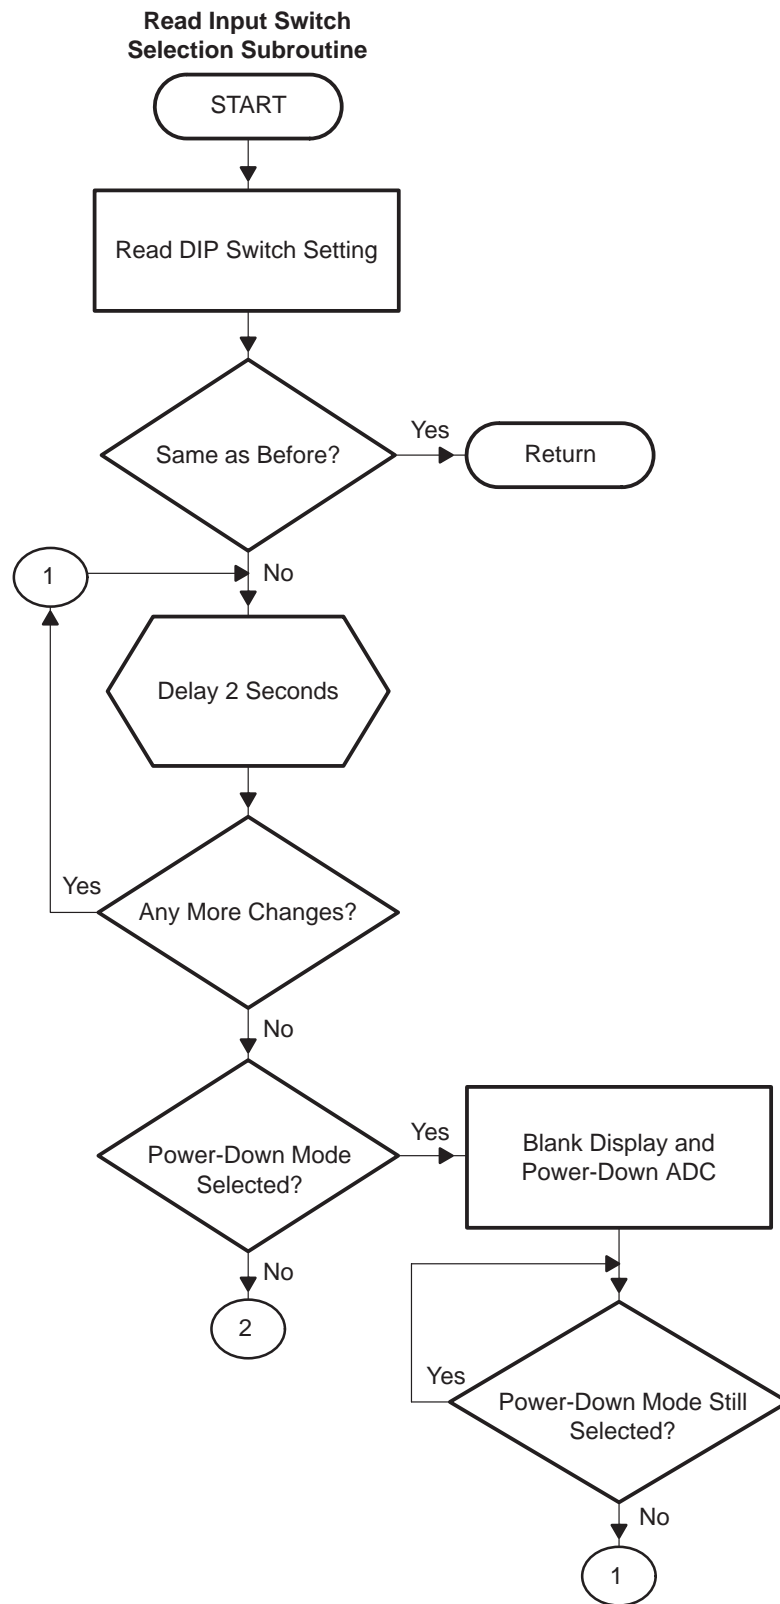 Read Input Switch
Selection Subroutine
START
Read DIP Switch Setting
Same as Before?
Yes
Return
1
No
Delay 2 Seconds
Yes
Any More Changes?
No
Power-Down Mode
Selected?
Yes
Blank Display and
Power-Down ADC
No
2
Yes
Power-Down Mode Still
Selected?
No
1